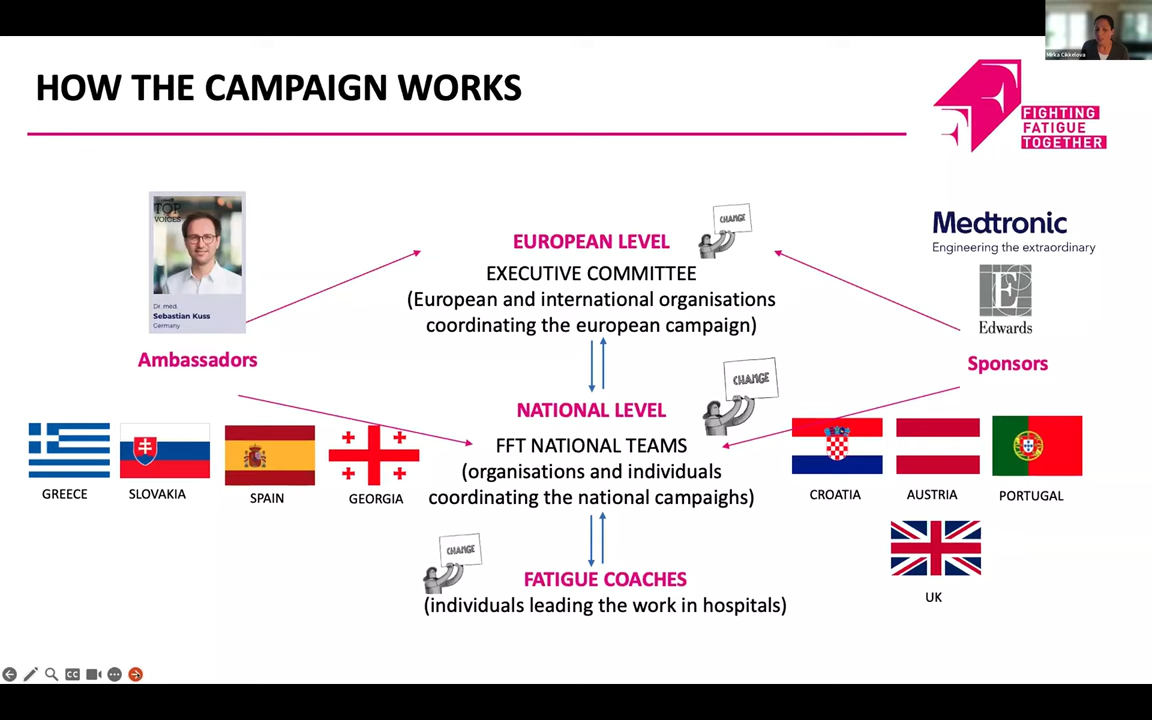 Mirka Cikkelova
HOW THE CAMPAIGN WORKS
FIGHTING
FATIGUE
TOGETHER
TOP
VOICES
Dr. med.
Sebastian Kuss
Germany
Ambassadors
CHANGE
EUROPEAN LEVEL
EXECUTIVE COMMITTEE
(European and international organisations
coordinating the european campaign)
Medtronic
Engineering the extraordinary
E
Edwards
Sponsors
CHANGE
NATIONAL LEVEL
FFT NATIONAL TEAMS
(organisations and individuals
coordinating the national campaighs)
GREECE
SLOVAKIA
SPAIN
GEORGIA
CROATIA
AUSTRIA
PORTUGAL
UK
CHANGE
FATIGUE COACHES
(individuals leading the work in hospitals)
CC